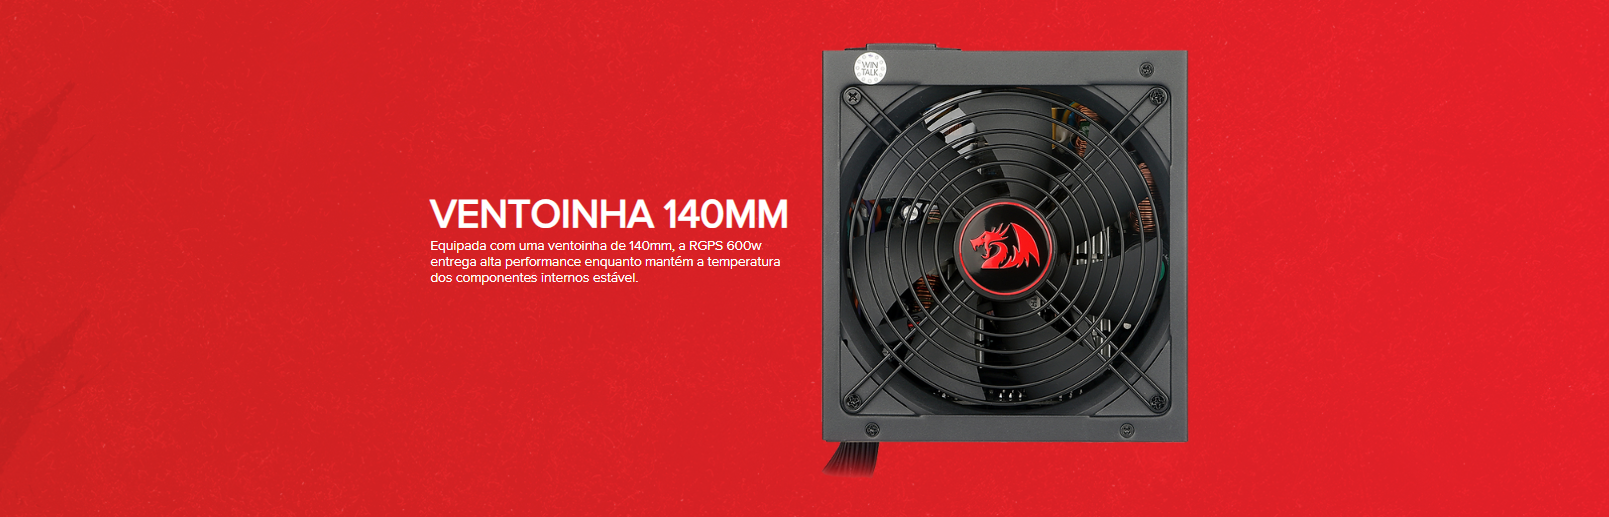 VENTOINHA 140MM
Equipada com uma ventoinha de 140mm, a RGPS 600w
entrega alta performance enquanto mantém a temperatura
dos componentes internos estável.
WIN
TALK